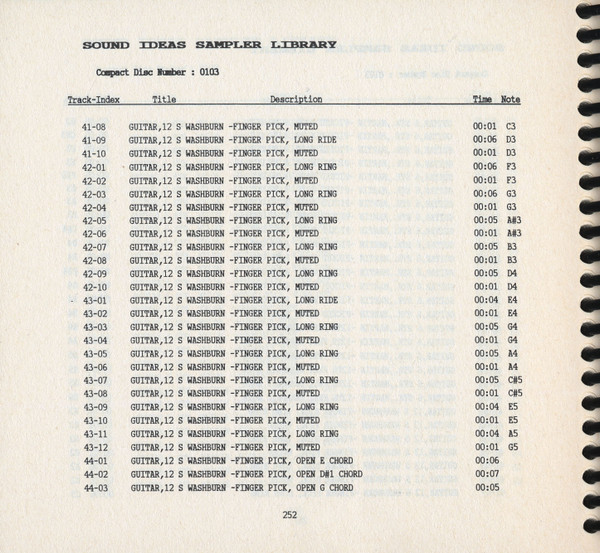 SOUND IDEAS SAMPLER LIBRARY
Compact Disc Number : 0103
Track-Index Title Description Time Note
41-08 GUITAR,12 S WASHBURN -FINGER PICK, MUTED 00:01 C3
41-09 GUITAR,12 S WASHBURN -FINGER PICK, LONG RIDE 00:06 D3
41-10 GUITAR,12 S WASHBURN -FINGER PICK, MUTED 00:01 D3
42-01 GUITAR,12 S WASHBURN -FINGER PICK, LONG RING 00:06 F3
42-02 GUITAR,12 S WASHBURN -FINGER PICK, MUTED 00:01 F3
42-03 GUITAR,12 S WASHBURN -FINGER PICK, LONG RING 00:06 G3
42-04 GUITAR,12 S WASHBURN -FINGER PICK, MUTED 00:01 G3
42-05 GUITAR,12 S WASHBURN -FINGER PICK, LONG RING 00:05 A#3
42-06 GUITAR,12 S WASHBURN -FINGER PICK, MUTED 00:01 A#3
42-07 GUITAR,12 S WASHBURN -FINGER PICK, LONG RING 00:05 B3
42-08 GUITAR,12 S WASHBURN -FINGER PICK, MUTED 00:01 B3
42-09 GUITAR,12 S WASHBURN -FINGER PICK, LONG RING 00:05 D4
42-10 GUITAR,12 S WASHBURN -FINGER PICK, MUTED 00:01 D4
43-01 GUITAR,12 S WASHBURN -FINGER PICK, LONG RIDE 00:04 E4
43-02 GUITAR,12 S WASHBURN -FINGER PICK, MUTED 00:01 E4
43-03 GUITAR,12 S WASHBURN -FINGER PICK, LONG RING 00:05 G4
43-04 GUITAR,12 S WASHBURN -FINGER PICK, MUTED 00:01 G4
43-05 GUITAR,12 S WASHBURN -FINGER PICK, LONG RING 00:05 A4
43-06 GUITAR,12 S WASHBURN -FINGER PICK, MUTED 00:01 A4
43-07 GUITAR,12 S WASHBURN -FINGER PICK, LONG RING 00:05 C#5
43-08 GUITAR,12 S WASHBURN -FINGER PICK, MUTED 00:01 C#5
43-09 GUITAR,12 S WASHBURN -FINGER PICK, LONG RING 00:04 E5
43-10 GUITAR,12 S WASHBURN -FINGER PICK, MUTED 00:01 E5
43-11 GUITAR,12 S WASHBURN -FINGER PICK, LONG RING 00:04 A5
43-12 GUITAR,12 S WASHBURN -FINGER PICK, MUTED 00:01 G5
44-01 GUITAR,12 S WASHBURN -FINGER PICK, OPEN E CHORD 00:06
44-02 GUITAR,12 S WASHBURN -FINGER PICK, OPEN D#1 CHORD 00:07
44-03 GUITAR,12 S WASHBURN -FINGER PICK, OPEN G CHORD 00:05
252